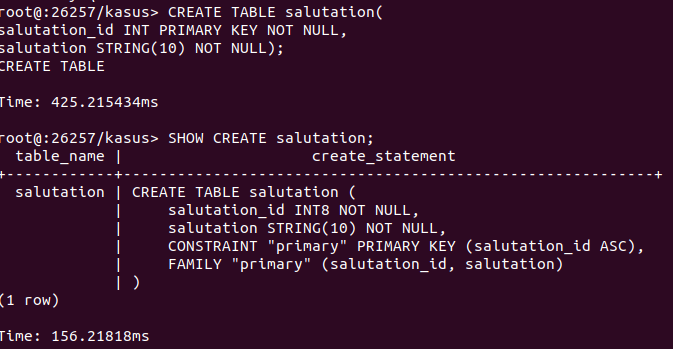 root@:26257/kasus> CREATE TABLE salutation(
salutation_id INT PRIMARY KEY NOT NULL,
salutation STRING(10) NOT NULL);
CREATE TABLE

Time: 425.215434ms

root@:26257/kasus> SHOW CREATE salutation;
  table_name |                     create_statement
+------------+----------------------------------------------------------+
  salutation | CREATE TABLE salutation (
             |     salutation_id INT8 NOT NULL,
             |     salutation STRING(10) NOT NULL,
             |     CONSTRAINT "primary" PRIMARY KEY (salutation_id ASC),
             |     FAMILY "primary" (salutation_id, salutation)
             | )
(1 row)

Time: 156.21818ms